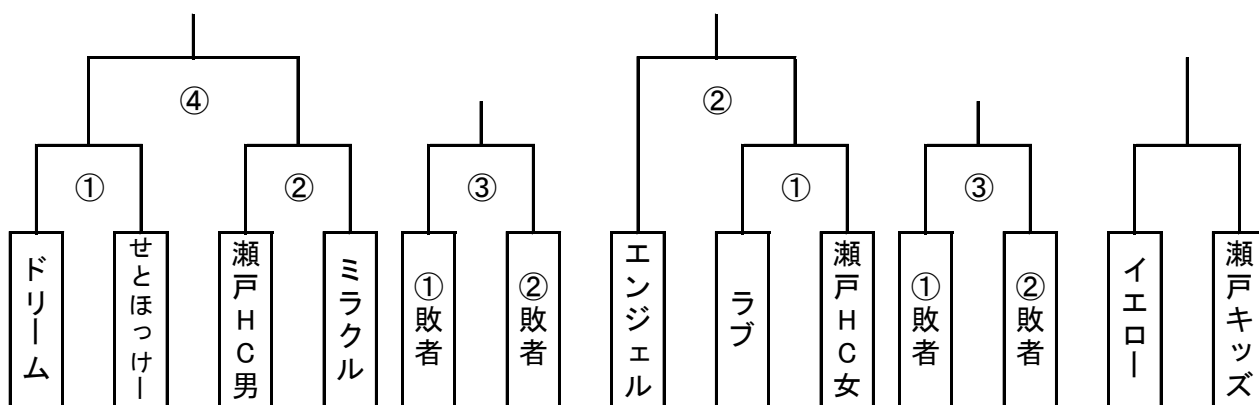 ④
②
①
②
③
①
③
ドリーム
せとほっけー
瀬戸HC男
ミラクル
①敗者
②敗者
エンジェル
ラブ
瀬戸HC女
①敗者
②敗者
イエロー
瀬戸キッズ